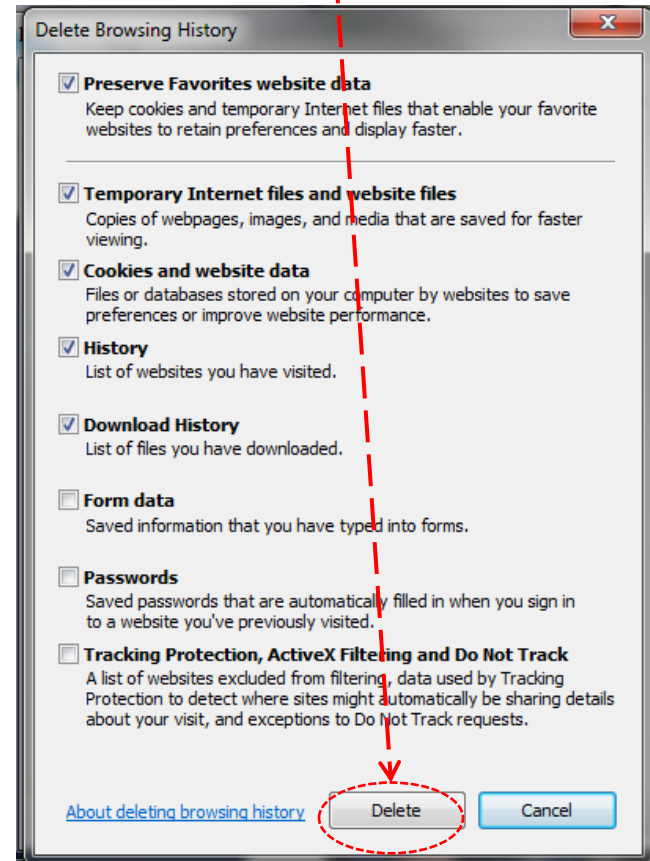 Delete Browsing History
Preserve Favorites website data
Keep cookies and temporary Internet files that enable your favorite
websites to retain preferences and display faster.
Temporary Internet files and website files
Copies of webpages, images, and media that are saved for faster
viewing.
Cookies and website data
Files or databases stored on your computer by websites to save
preferences or improve website performance.
History
List of websites you have visited.
Download History
List of files you have downloaded.
Form data
Saved information that you have typed into forms.
Passwords
Saved passwords that are automatically filled in when you sign in
to a website you've previously visited.
Tracking Protection, ActiveX Filtering and Do Not Track
A list of websites excluded from filtering, data used by Tracking
Protection to detect where sites might automatically be sharing details
about your visit, and exceptions to Do Not Track requests.
About deleting browsing history Delete Cancel